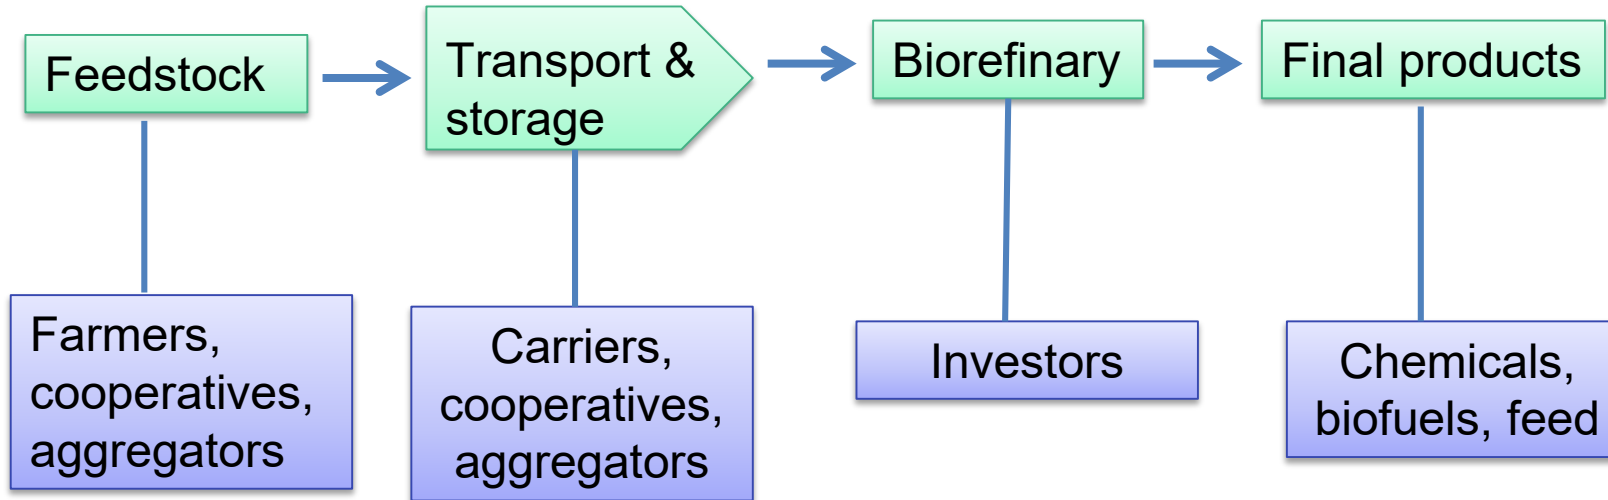 Feedstock
Transport &
storage
Biorefinary
Final products
Farmers,
cooperatives,
aggregators
Carriers,
cooperatives,
aggregators
Investors
Chemicals,
biofuels, feed